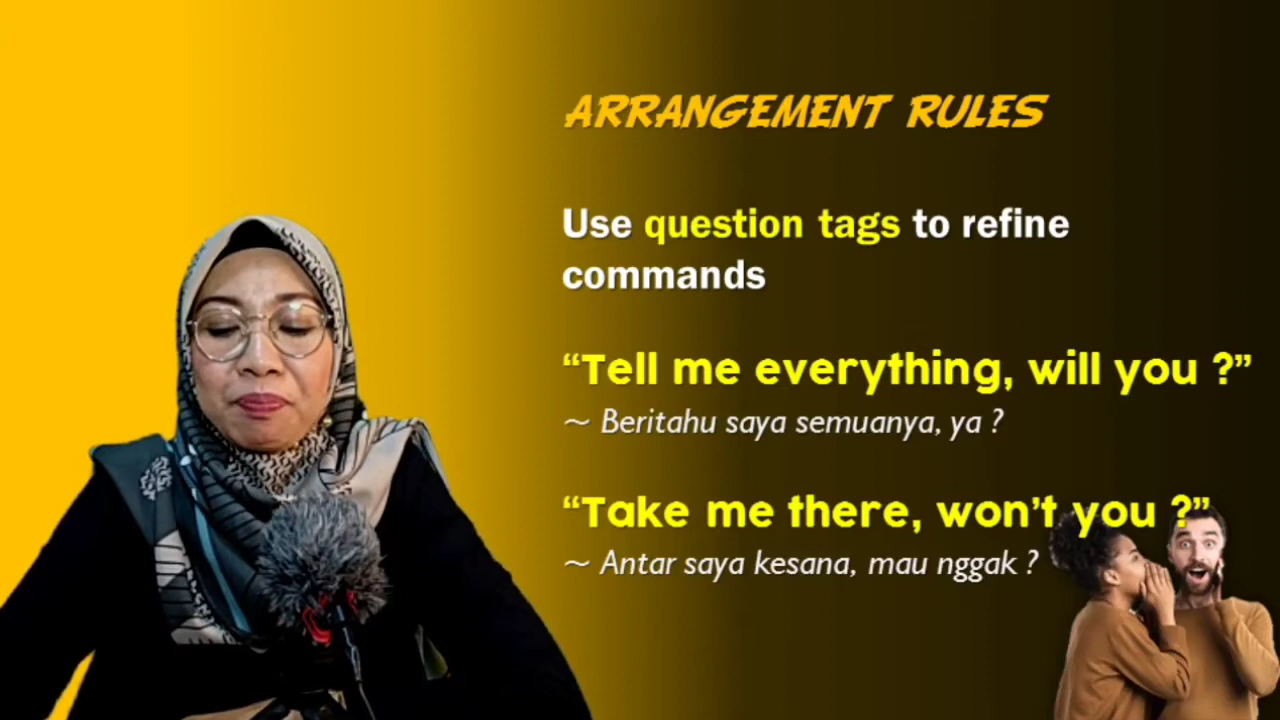 ARRANGEMENT RULES
Use question tags to refine
commands
“Tell me everything, will you ?”
~ Beritahu saya semuanya, ya ?
“Take me there, won’t you ?”
~ Antar saya kesana, mau nggak ?